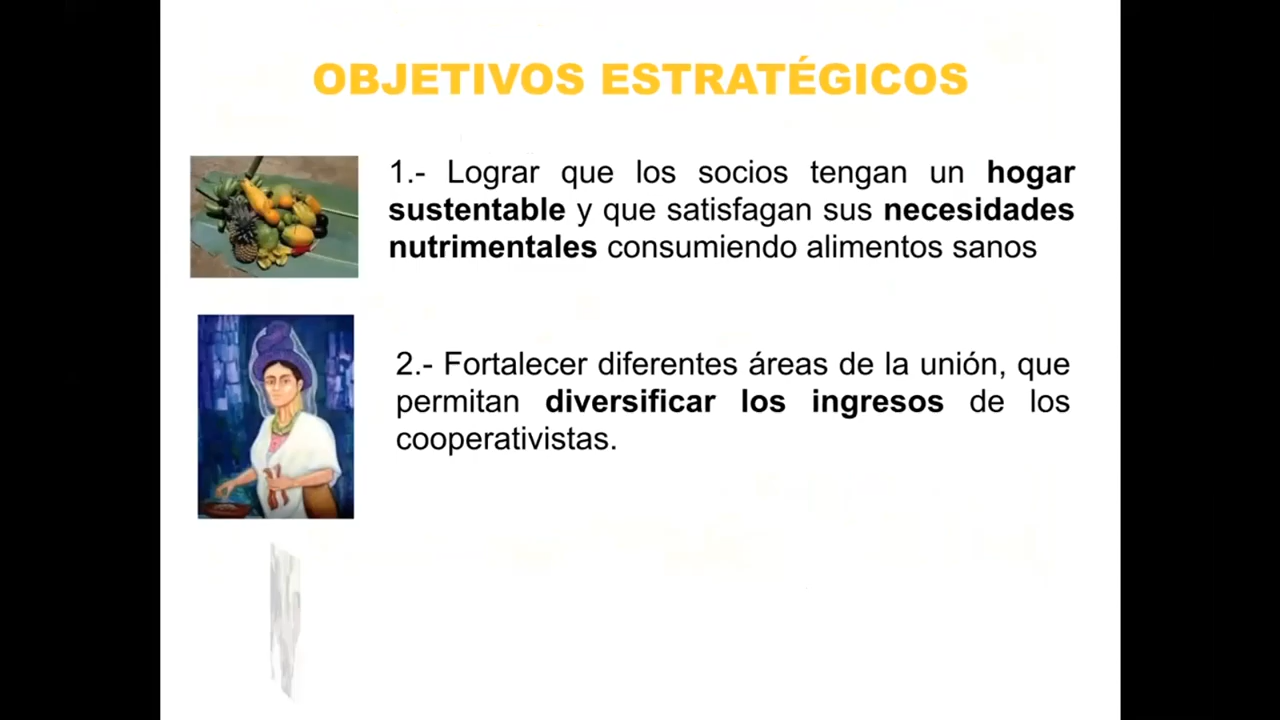 OBJETIVOS ESTRATÉGICOS
1.- Lograr que los socios tengan un hogar
sustentable y que satisfagan sus necesidades
nutrimentales consumiendo alimentos sanos
2.- Fortalecer diferentes áreas de la unión, que
permitan diversificar los ingresos de los
cooperativistas.